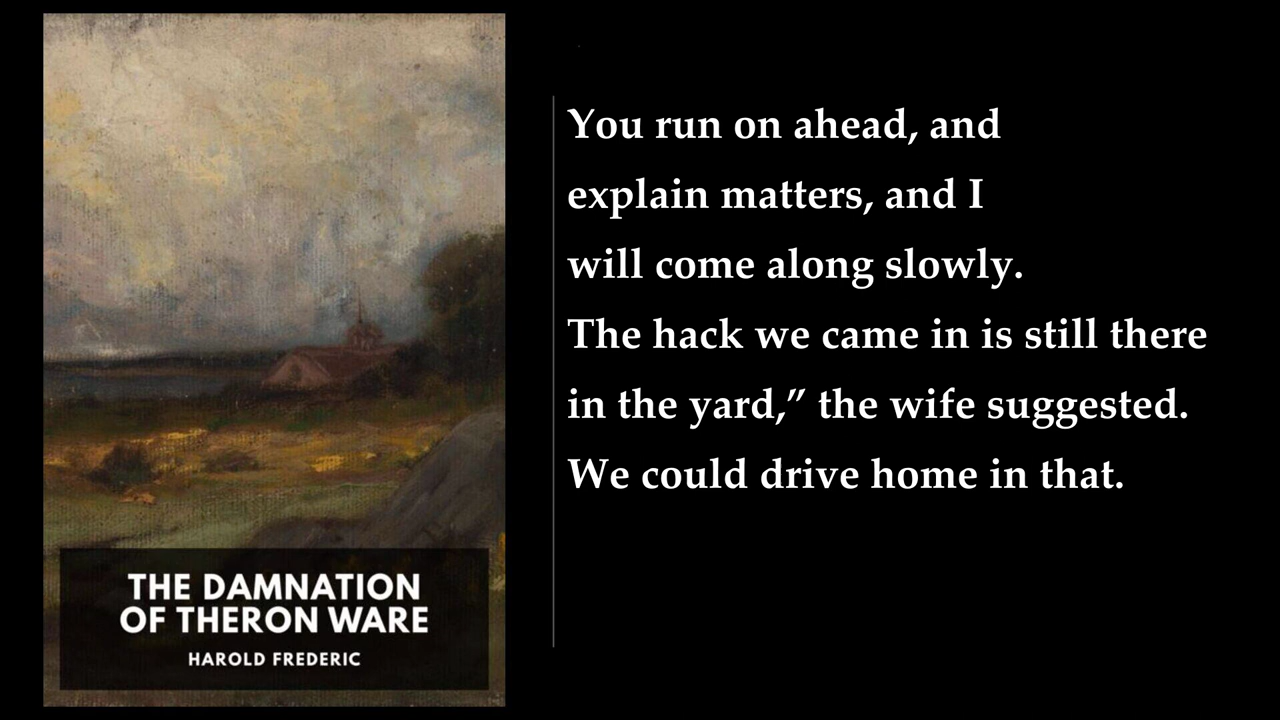 THE DAMNATION
OF THERON WARE
HAROLD FREDERIC
You run on ahead, and
explain matters, and I
will come along slowly.
The hack we came in is still there
in the yard,” the wife suggested.
We could drive home in that.